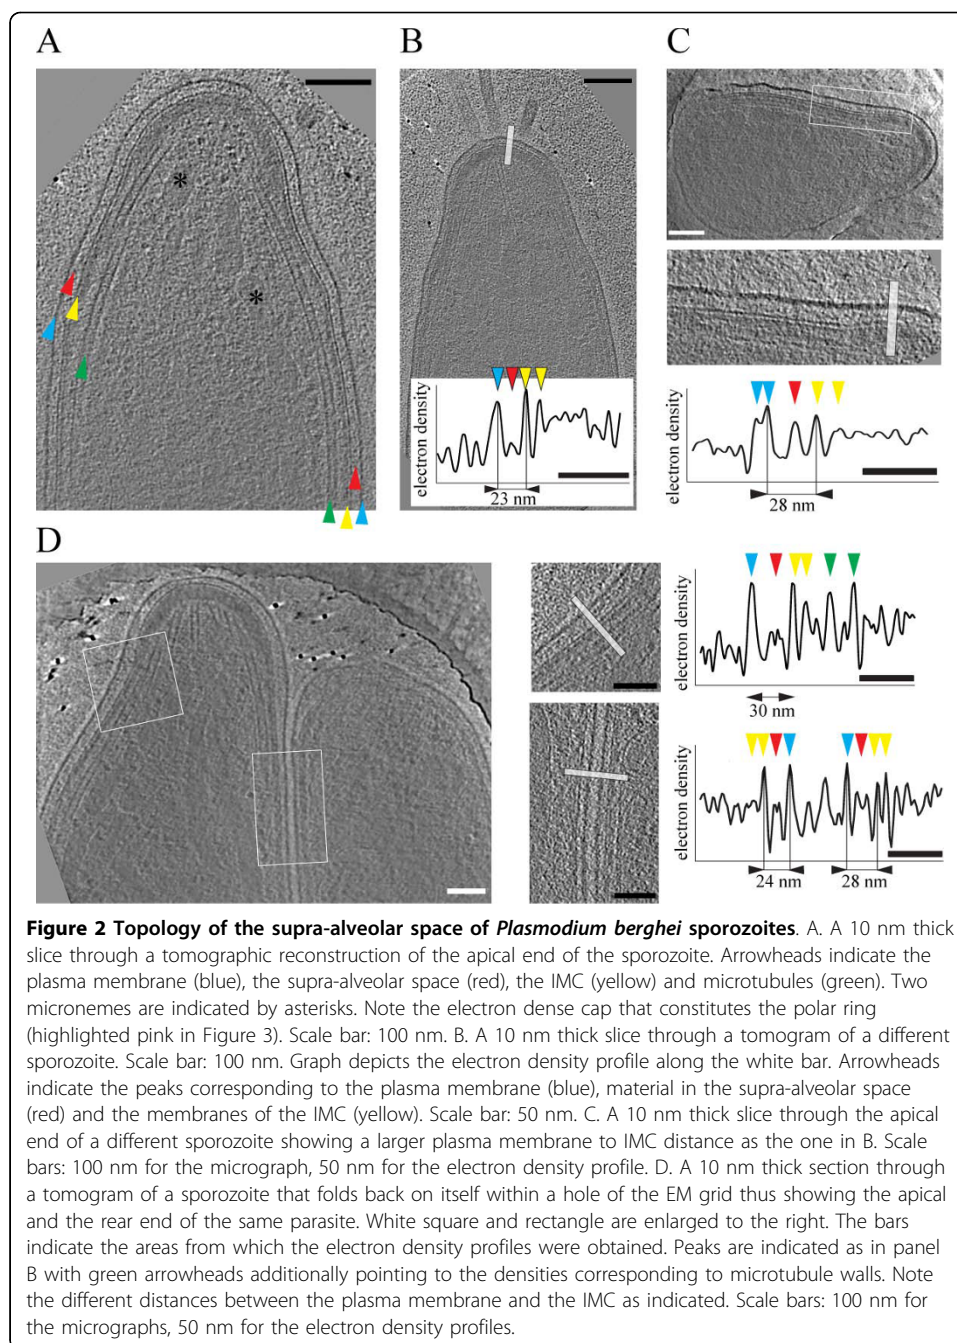 A
B
C
electron density
23 nm
electron density
28 nm
D
electron density
30 nm
electron density
24 nm
28 nm
Figure 2 Topology of the supra-alveolar space of Plasmodium berghei sporozoites. A. A 10 nm thick
slice through a tomographic reconstruction of the apical end of the sporozoite. Arrowheads indicate the
plasma membrane (blue), the supra-alveolar space (red), the IMC (yellow) and microtubules (green). Two
micronemes are indicated by asterisks. Note the electron dense cap that constitutes the polar ring
(highlighted pink in Figure 3). Scale bar: 100 nm. B. A 10 nm thick slice through a tomogram of a different
sporozoite. Scale bar: 100 nm. Graph depicts the electron density profile along the white bar. Arrowheads
indicate the peaks corresponding to the plasma membrane (blue), material in the supra-alveolar space
(red) and the membranes of the IMC (yellow). Scale bar: 50 nm. C. A 10 nm thick slice through the apical
end of a different sporozoite showing a larger plasma membrane to IMC distance as the one in B. Scale
bars: 100 nm for the micrograph, 50 nm for the electron density profile. D. A 10 nm thick section through
a tomogram of a sporozoite that folds back on itself within a hole of the EM grid thus showing the apical
and the rear end of the same parasite. White square and rectangle are enlarged to the right. The bars
indicate the areas from which the electron density profiles were obtained. Peaks are indicated as in panel
B with green arrowheads additionally pointing to the densities corresponding to microtubule walls. Note
the different distances between the plasma membrane and the IMC as indicated. Scale bars: 100 nm for
the micrographs, 50 nm for the electron density profiles.